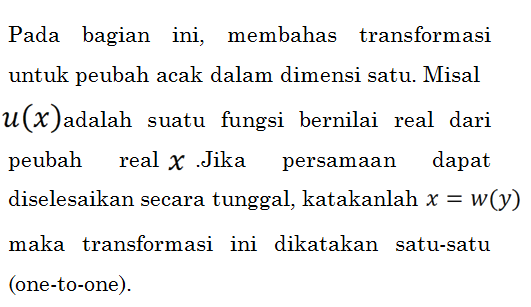 Pada bagian ini, membahas transformasi
untuk peubah acak dalam dimensi satu. Misal
u(x)adalah suatu fungsi bernilai real dari
peubah real x .Jika persamaan dapat
diselesaikan secara tunggal, katakanlah x = w(y)
maka transformasi ini dikatakan satu-satu
(one-to-one).